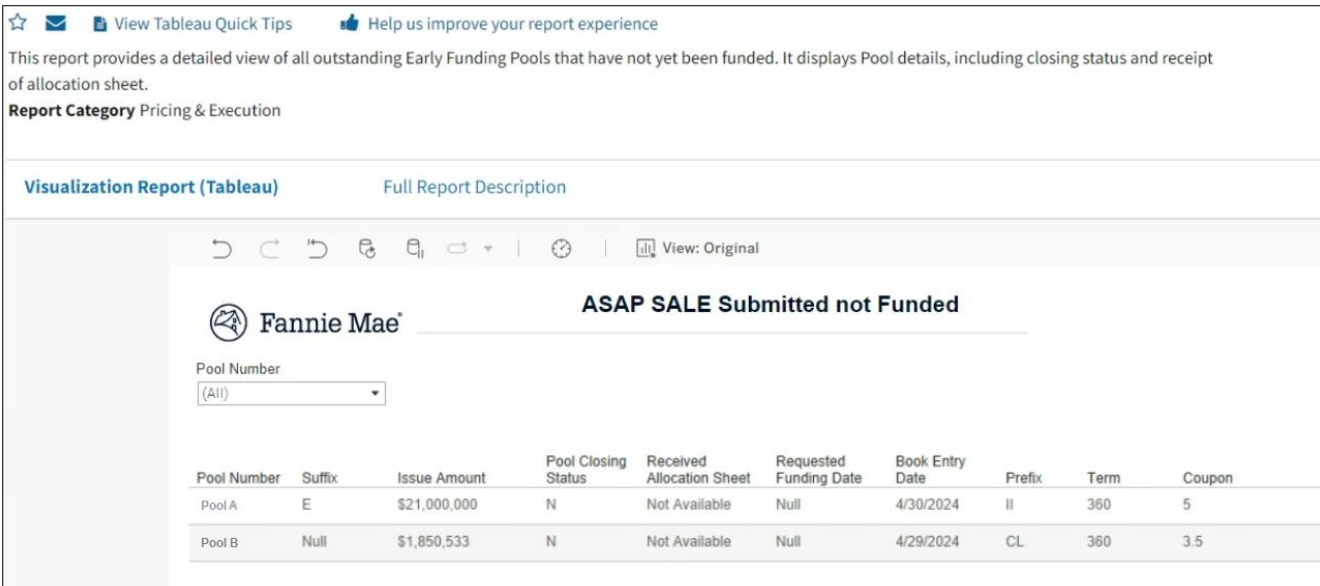 View Tableau Quick Tips Help us improve your report experience
This report provides a detailed view of all outstanding Early Funding Pools that have not yet been funded. It displays Pool details, including closing status and receipt
of allocation sheet.
Report Category Pricing & Execution
Visualization Report (Tableau) Full Report Description
View: Original
ASAP SALE Submitted not Funded
Fannie Mae®
Pool Number
(All)
Pool Number Suffix Issue Amount Pool Closing Status Received Allocation Sheet Requested Funding Date Book Entry Date Prefix Term Coupon
Pool A E $21,000,000 N Not Available Null 4/30/2024 II 360 5
Pool B Null $1,850,533 N Not Available Null 4/29/2024 CL 360 3.5